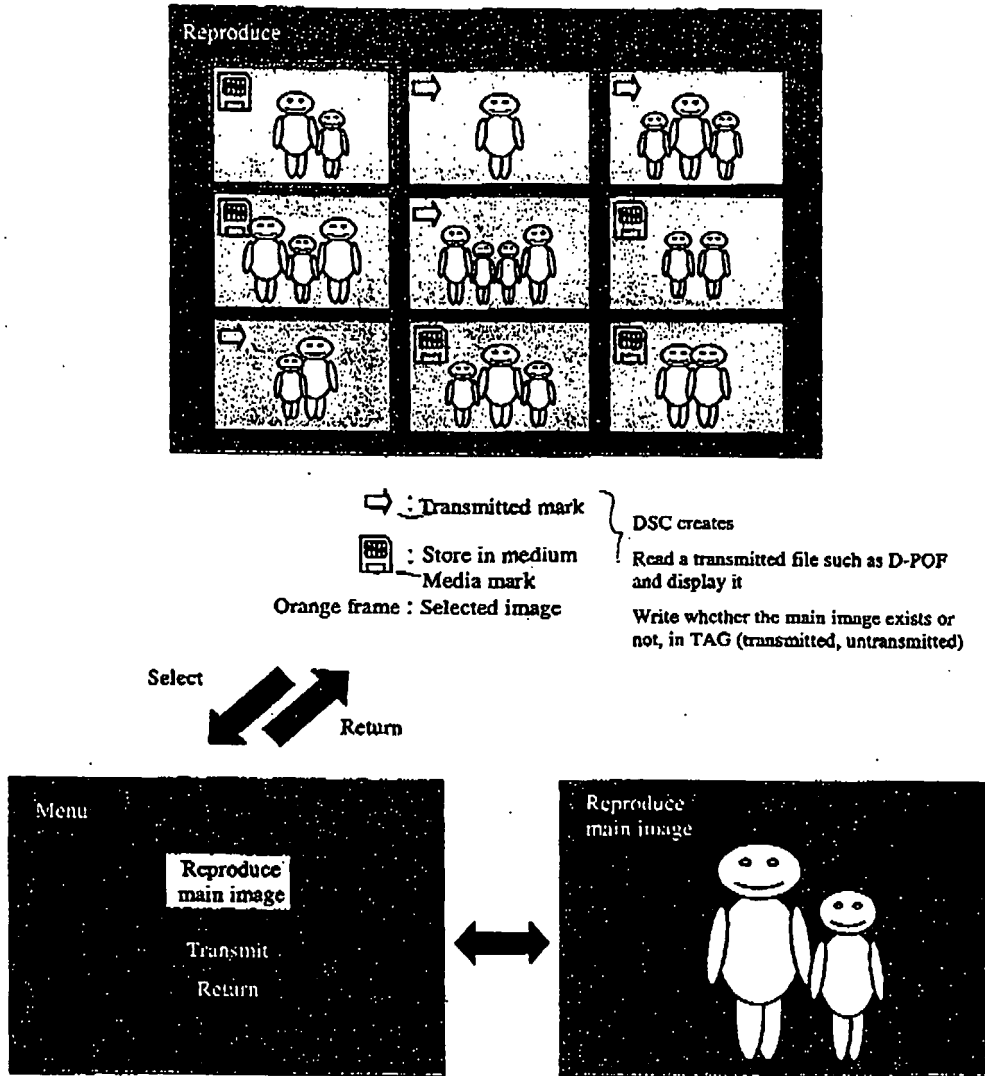 Reproduce
: Transmitted mark
: Store in medium
Media mark
Orange frame : Selected image
DSC creates
Read a transmitted file such as D-POF
and display it
Write whether the main image exists or
not, in TAG (transmitted, untransmitted)
Select
Return
Menu
Reproduce
main image
Transmit
Return
Reproduce
main image